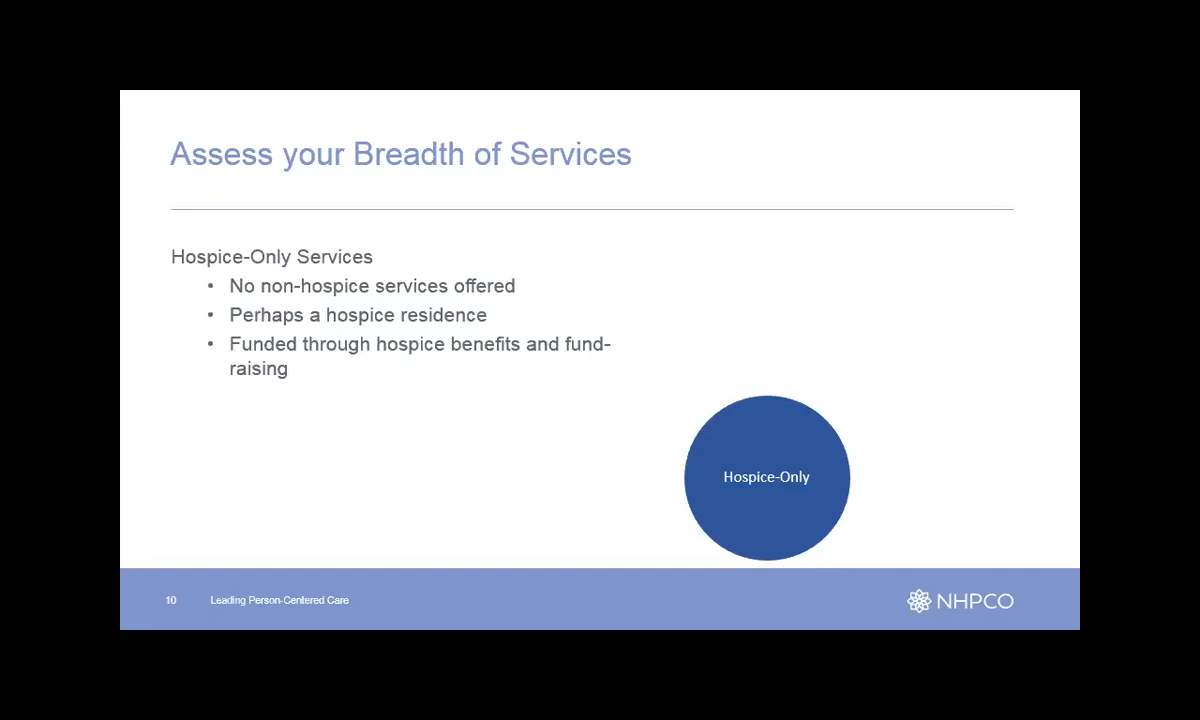 Assess your Breadth of Services
Hospice-Only Services
• No non-hospice services offered
• Perhaps a hospice residence
• Funded through hospice benefits and fund-
raising
Hospice-Only
10
Leading Person-Centered Care
NHPCO